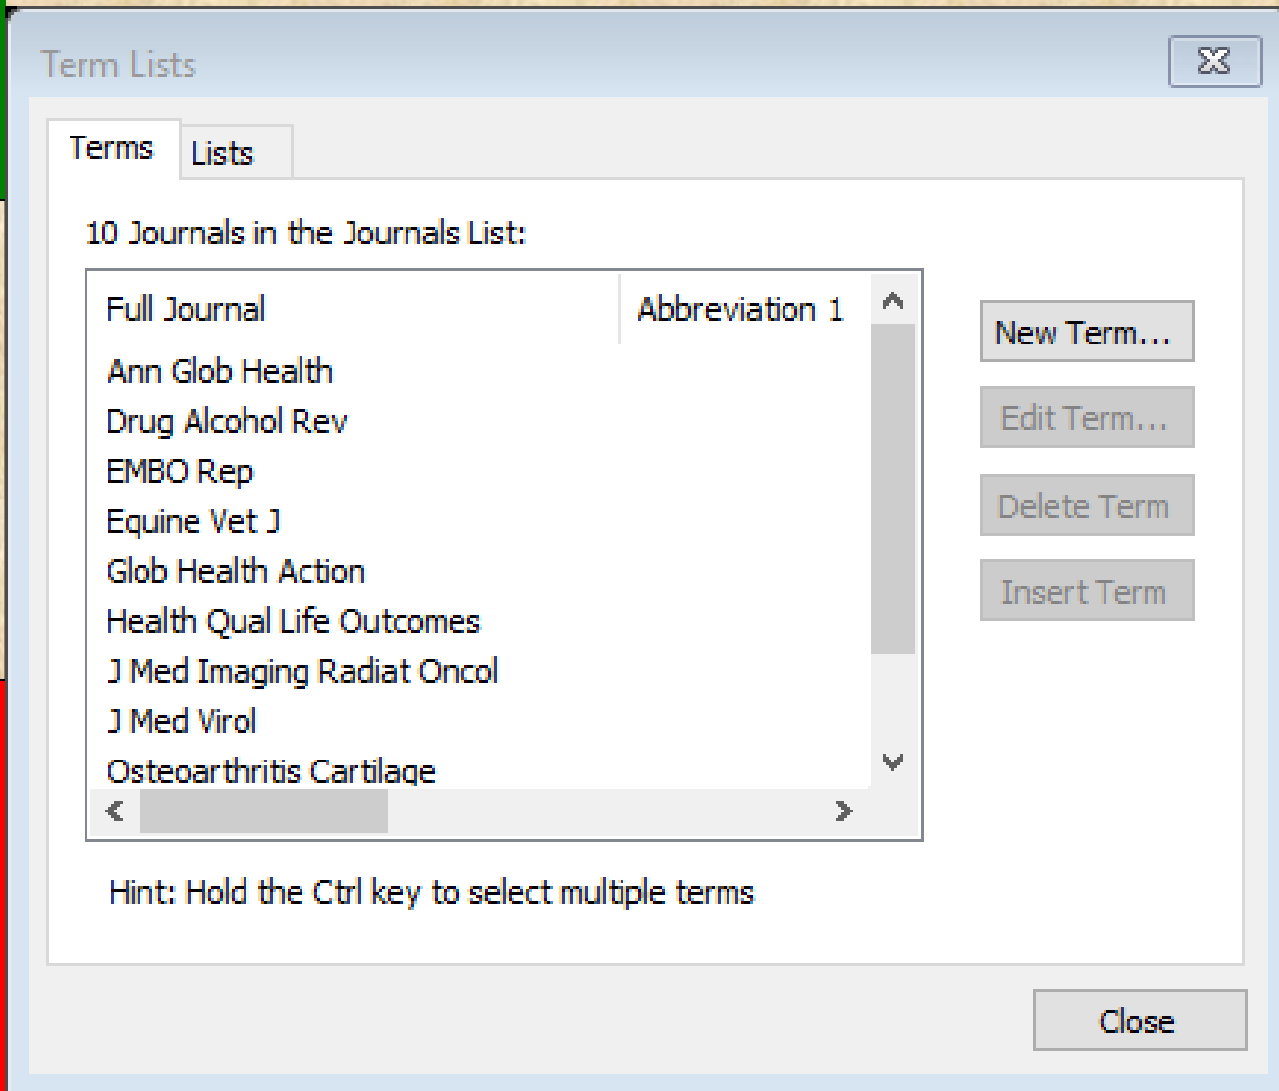 Term Lists
Terms Lists
10 Journals in the Journals List:
Full Journal Abbreviation 1
Ann Glob Health
Drug Alcohol Rev
EMBO Rep
Equine Vet J
Glob Health Action
Health Qual Life Outcomes
J Med Imaging Radiat Oncol
J Med Virol
Osteoarthritis Cartilage
New Term...
Edit Term...
Delete Term
Insert Term
Hint: Hold the Ctrl key to select multiple terms
Close